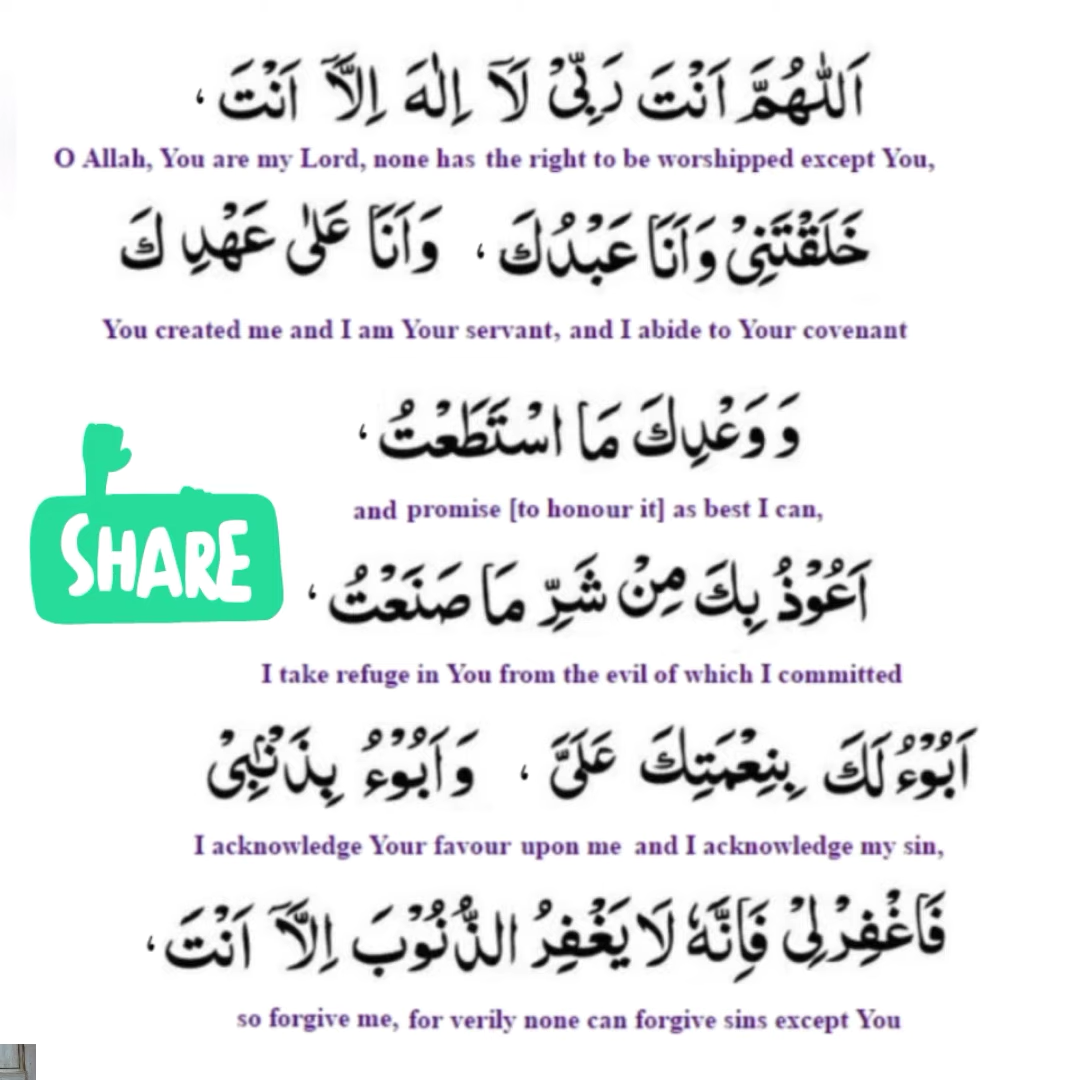 اَللّٰهُمَّ اَنْتَ رَبِّیْ لَآ اِلٰهَ اِلَّآ اَنْتَ ،
O Allah, You are my Lord, none has the right to be worshipped except You,
خَلَقْتَنِیْ وَاَنَا عَبْدُكَ ، وَاَنَا عَلٰی عَهْدِكَ
You created me and I am Your servant, and I abide to Your covenant
وَ وَعْدِكَ مَا اسْتَطَعْتُ ،
and promise [to honour it] as best I can,
SHARE
اَعُوْذُ بِكَ مِنْ شَرِّ مَا صَنَعْتُ ،
I take refuge in You from the evil of which I committed
اَبُوْءُ لَكَ بِنِعْمَتِكَ عَلَیَّ ، وَاَبُوْءُ بِذَنْۢبِیْ
I acknowledge Your favour upon me and I acknowledge my sin,
فَاغْفِرْلِیْ فَاِنَّهٗ لَا یَغْفِرُ الذُّنُوْبَ اِلَّآ اَنْتَ ،
so forgive me, for verily none can forgive sins except You